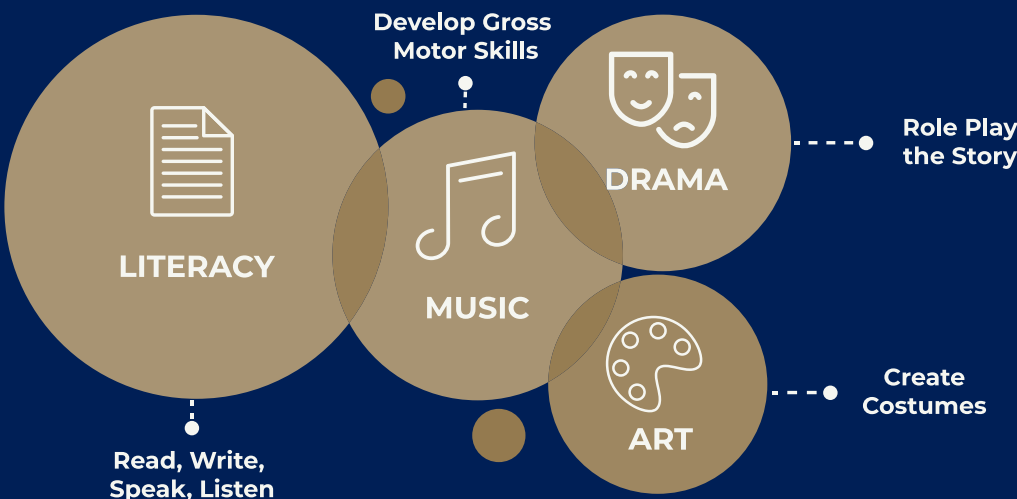 Develop Gross
Motor Skills
LITERACY
MUSIC
DRAMA
Role Play
the Story
ART
Create
Costumes
Read, Write,
Speak, Listen